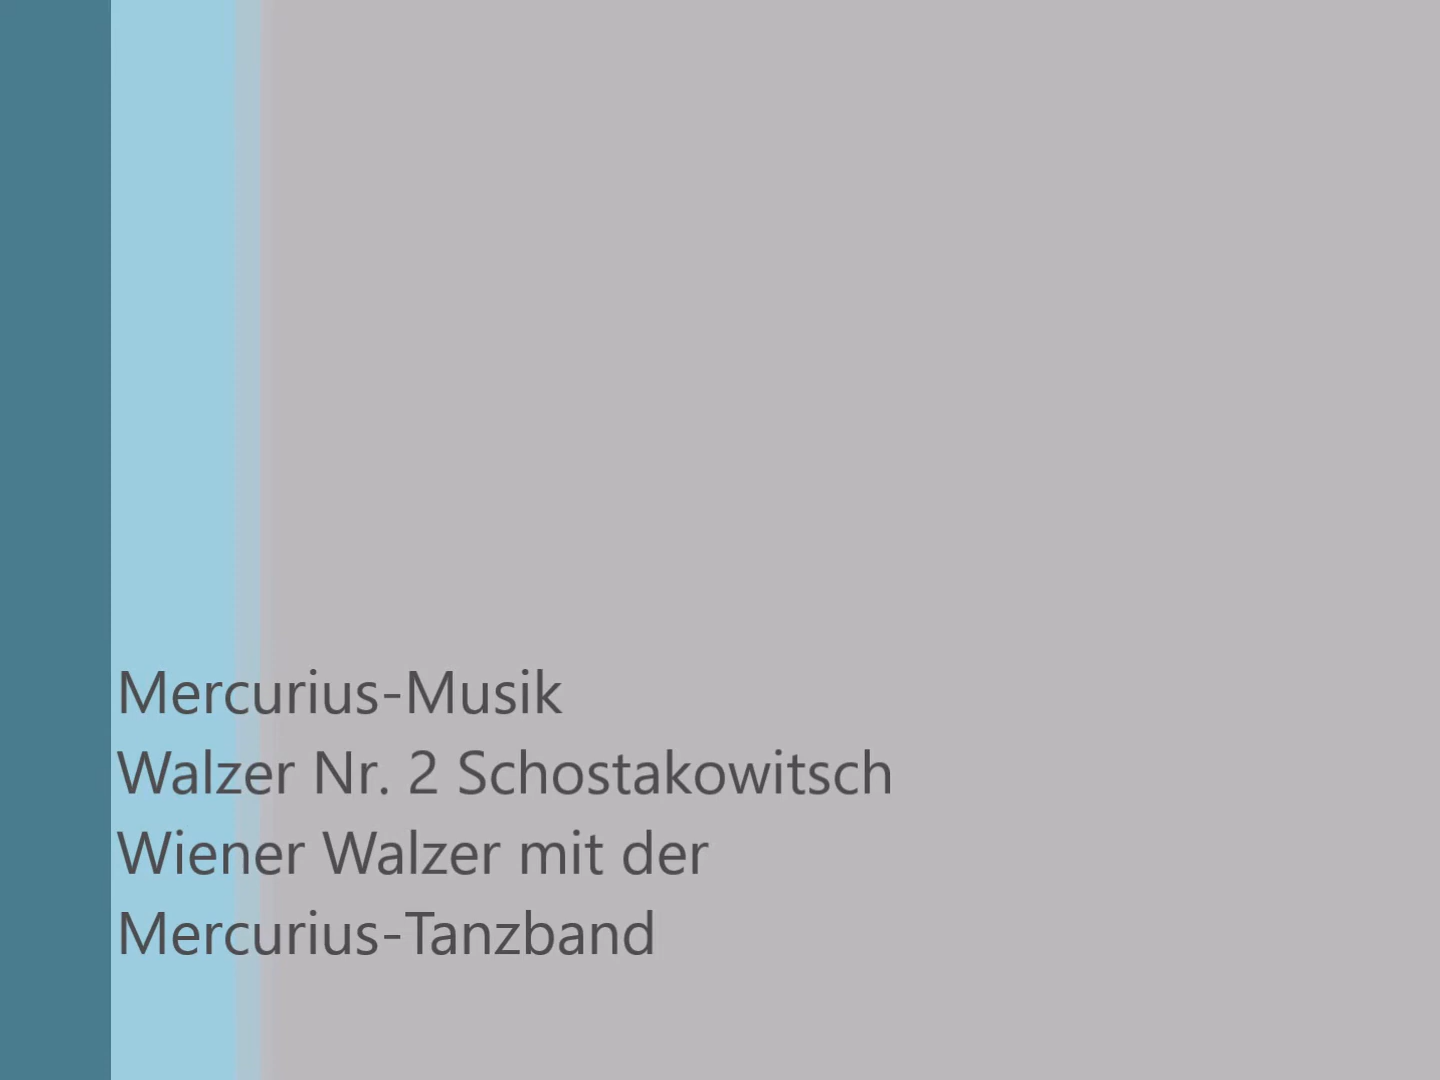 Mercurius-Musik
Walzer Nr. 2 Schostakowitsch
Wiener Walzer mit der
Mercurius-Tanzband